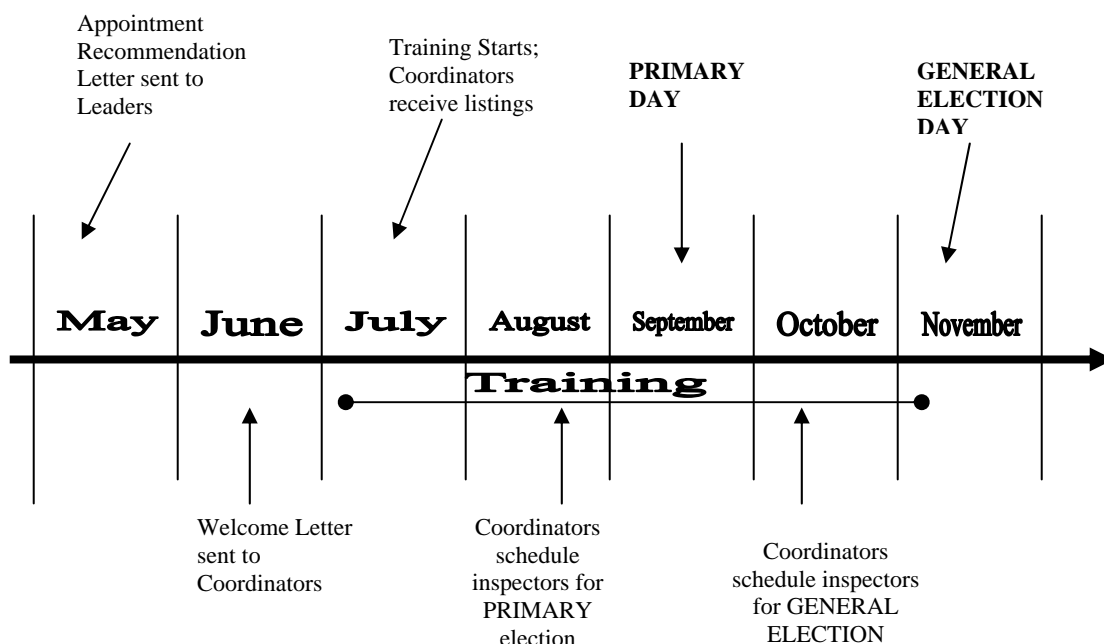 Appointment
Recommendation
Letter sent to
Leaders
Training Starts;
Coordinators
receive listings
PRIMARY
DAY
GENERAL
ELECTION
DAY
May June July August September October November
Training
Welcome Letter
sent to
Coordinators
Coordinators
schedule
inspectors for
PRIMARY
election
Coordinators
schedule inspectors
for GENERAL
ELECTION